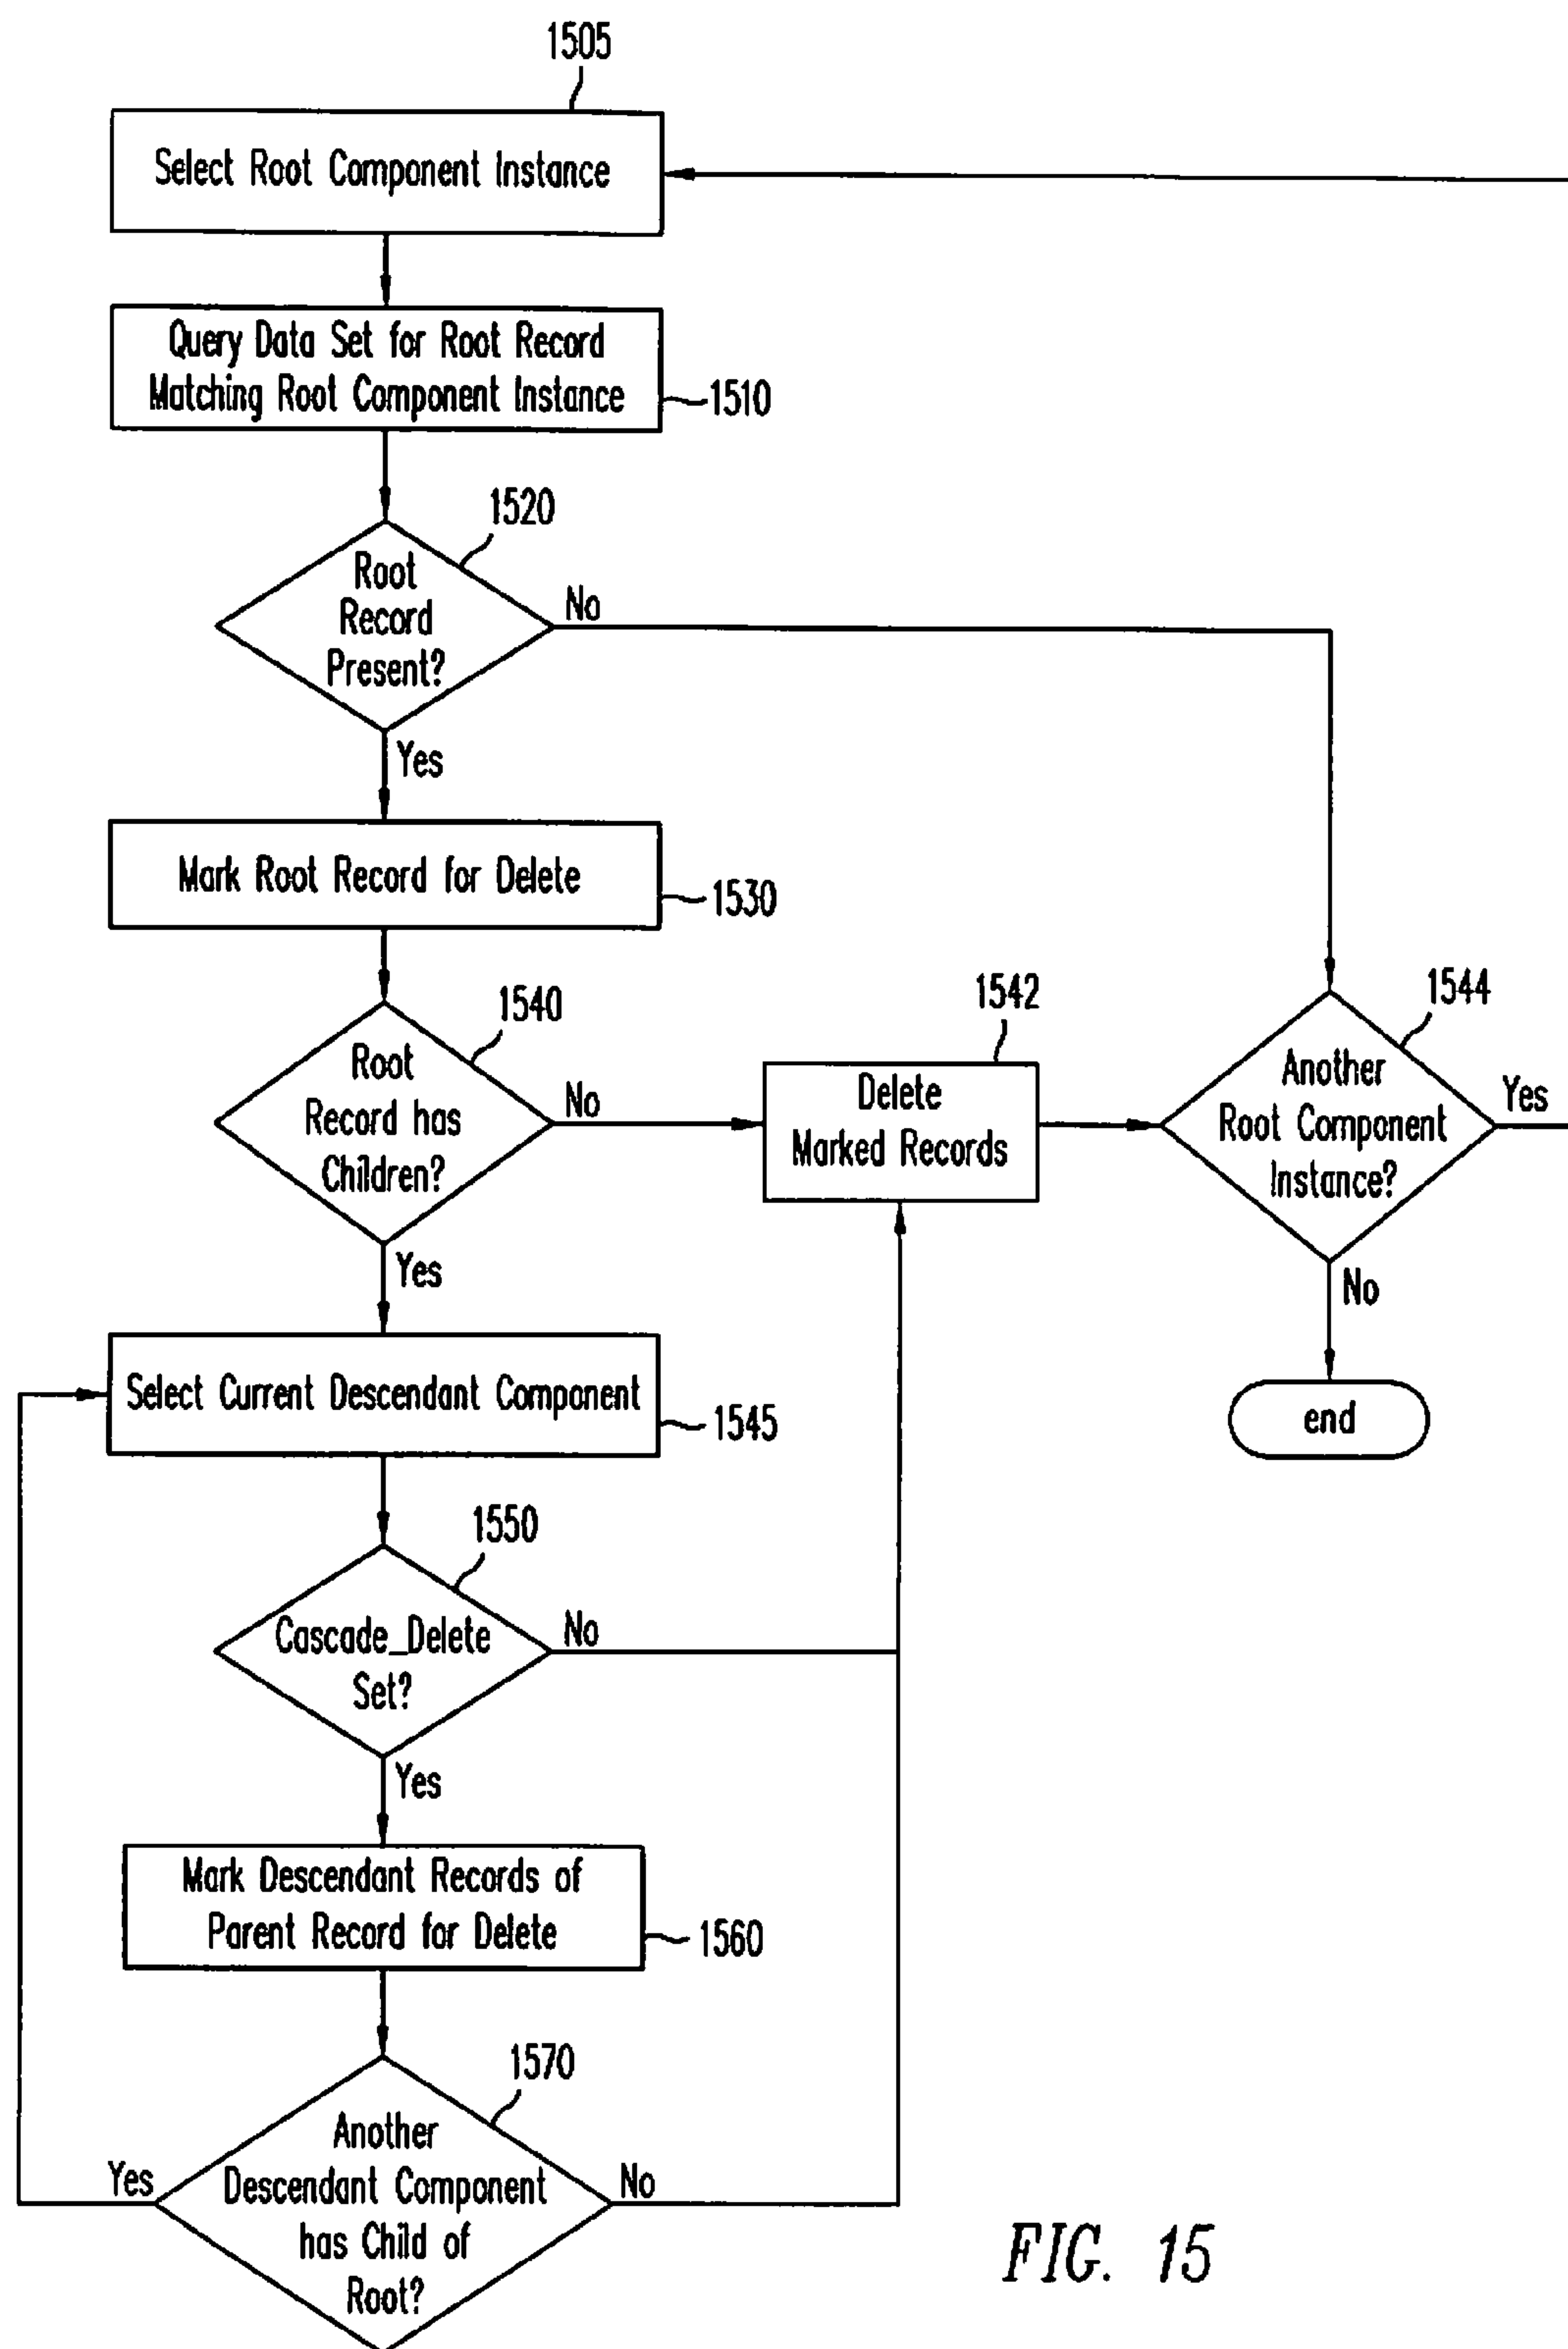 1505
Select Root Component Instance
Query Data Set for Root Record
Matching Root Component Instance
1510
1520
Root
Record
Present?
No
Yes
Mark Root Record for Delete
1530
1540
Root
Record has
Children?
No
Yes
1542
Delete
Marked Records
1544
Another
Root Component
Instance?
Yes
No
end
Select Current Descendant Component
1545
1550
Cascade_Delete
Set?
No
Yes
Mark Descendant Records of
Parent Record for Delete
1560
1570
Another
Descendant Component
has Child of
Root?
Yes
No
FIG. 15